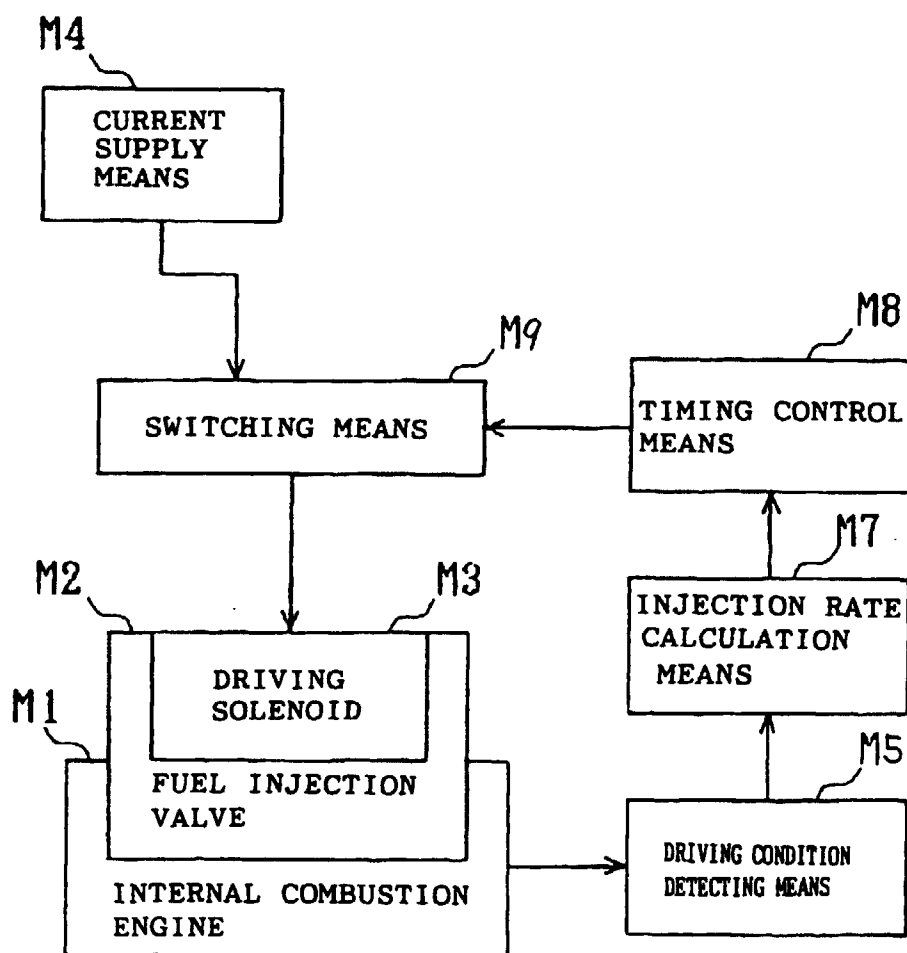 M4
CURRENT
SUPPLY
MEANS
M9
SWITCHING MEANS
M8
TIMING CONTROL
MEANS
M7
INJECTION RATE
CALCULATION
MEANS
M2
M3
DRIVING
SOLENOID
M1
FUEL INJECTION
VALVE
M5
DRIVING CONDITION
DETECTING MEANS
INTERNAL COMBUSTION
ENGINE